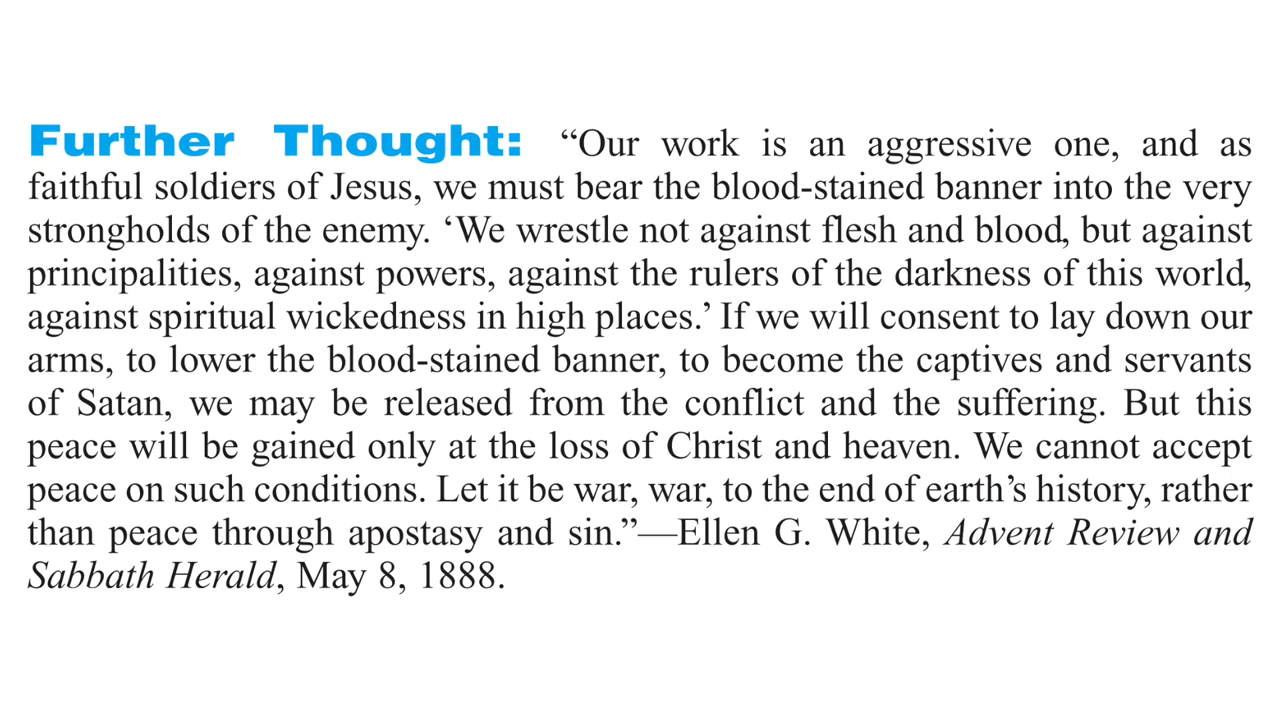 Further Thought: “Our work is an aggressive one, and as
faithful soldiers of Jesus, we must bear the blood-stained banner into the very
strongholds of the enemy. ‘We wrestle not against flesh and blood, but against
principalities, against powers, against the rulers of the darkness of this world,
against spiritual wickedness in high places.’ If we will consent to lay down our
arms, to lower the blood-stained banner, to become the captives and servants
of Satan, we may be released from the conflict and the suffering. But this
peace will be gained only at the loss of Christ and heaven. We cannot accept
peace on such conditions. Let it be war, war, to the end of earth’s history, rather
than peace through apostasy and sin.”—Ellen G. White, Advent Review and
Sabbath Herald, May 8, 1888.